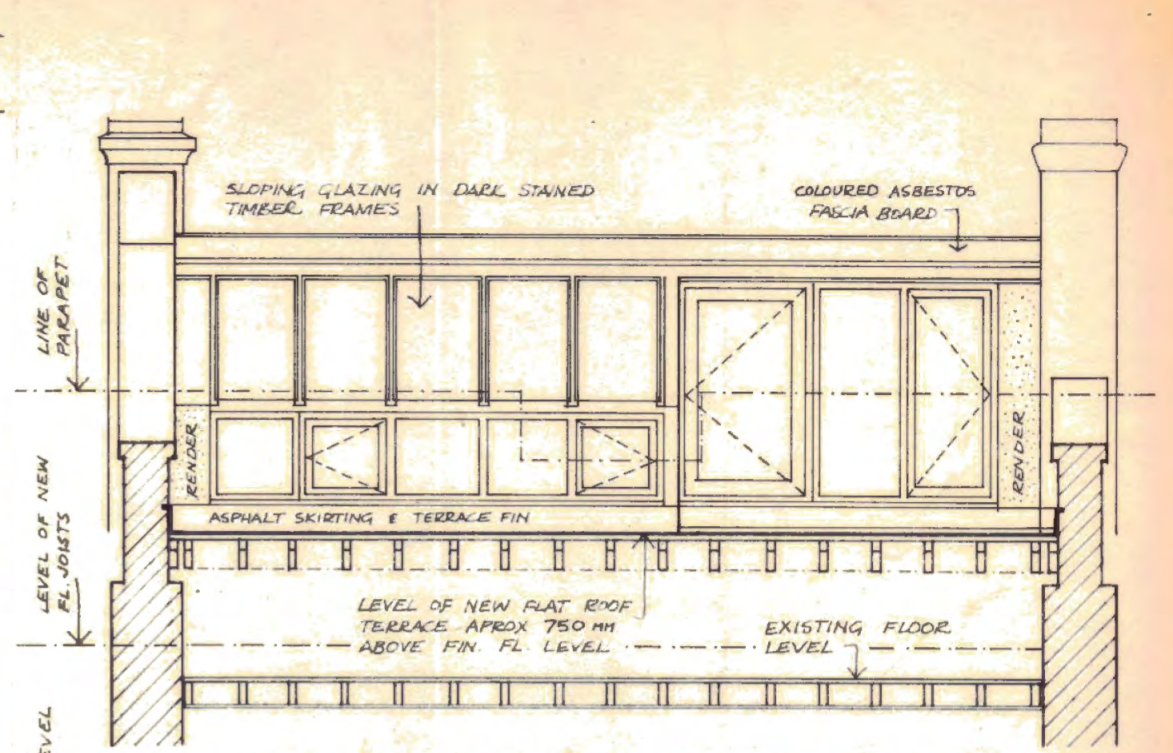 SLOPING GLAZING IN DARK STAINED
TIMBER FRAMES
COLOURED ASBESTOS
FASCIA BOARD
LINE OF
PARAPET
RENDER
RENDER
ASPHALT SKIRTING & TERRACE FIN
LEVEL OF NEW
FL. JOISTS
LEVEL OF NEW FLAT ROOF
TERRACE APROX 750 MM
ABOVE FIN. FL. LEVEL
EXISTING FLOOR
LEVEL